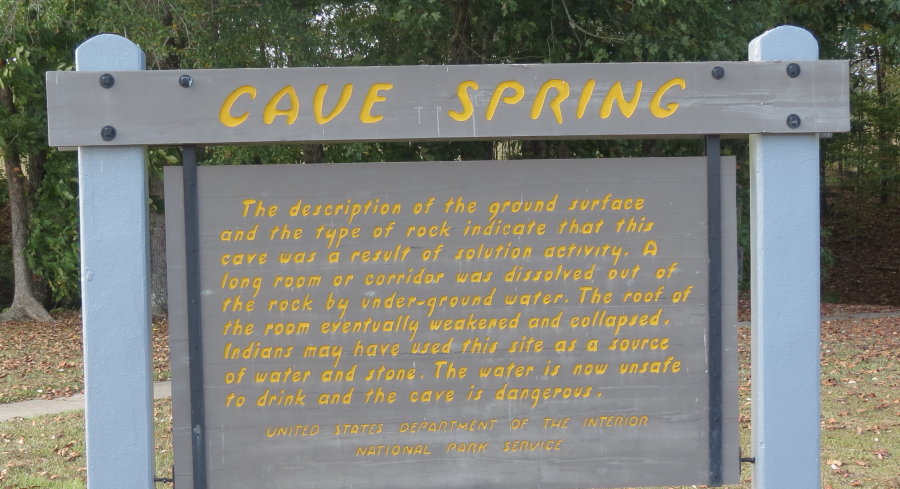 CAVE SPRING
The description of the ground surface
and the type of rock indicate that this
cave was a result of solution activity. A
long room or corridor was dissolved out of
the rock by under-ground water. The roof of
the room eventually weakened and collapsed.
Indians may have used this site as a source
of water and stone. The water is now unsafe
to drink and the cave is dangerous.
UNITED STATES DEPARTMENT OF THE INTERIOR
NATIONAL PARK SERVICE